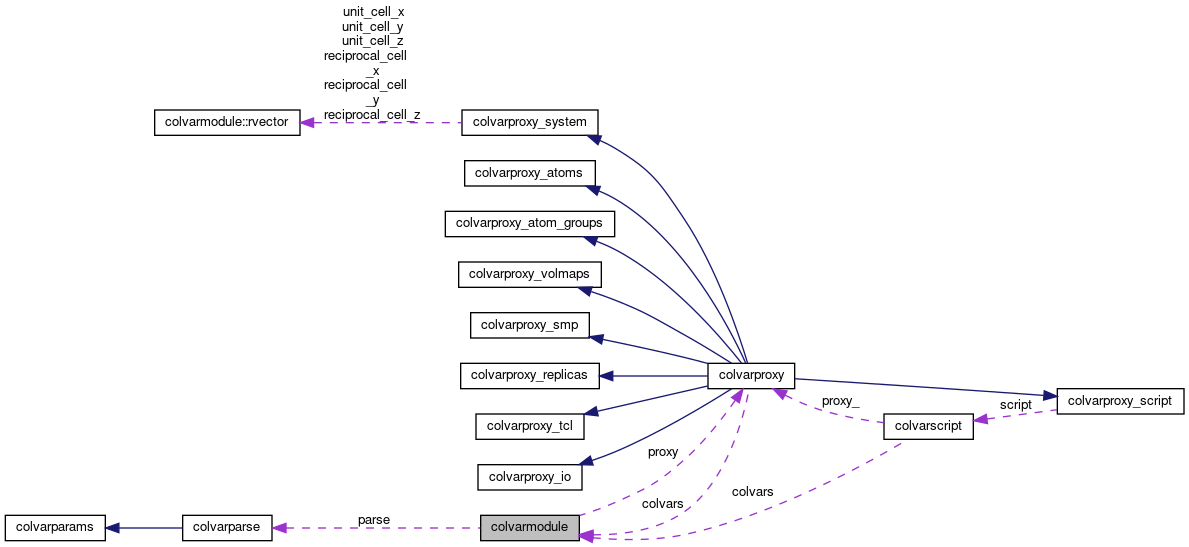 unit_cell_x
unit_cell_y
unit_cell_z
reciprocal_cell
_x
reciprocal_cell
_y
reciprocal_cell_z
colvarmodule::rvector
colvarproxy_system
colvarproxy_atoms
colvarproxy_atom_groups
colvarproxy_volmaps
colvarproxy_smp
colvarproxy_replicas
colvarproxy
colvarproxy_script
script
proxy_
colvarscript
colvarproxy_tcl
proxy
colvarproxy_io
colvars
colvars
colvarparams
colvarparse
parse
colvarmodule